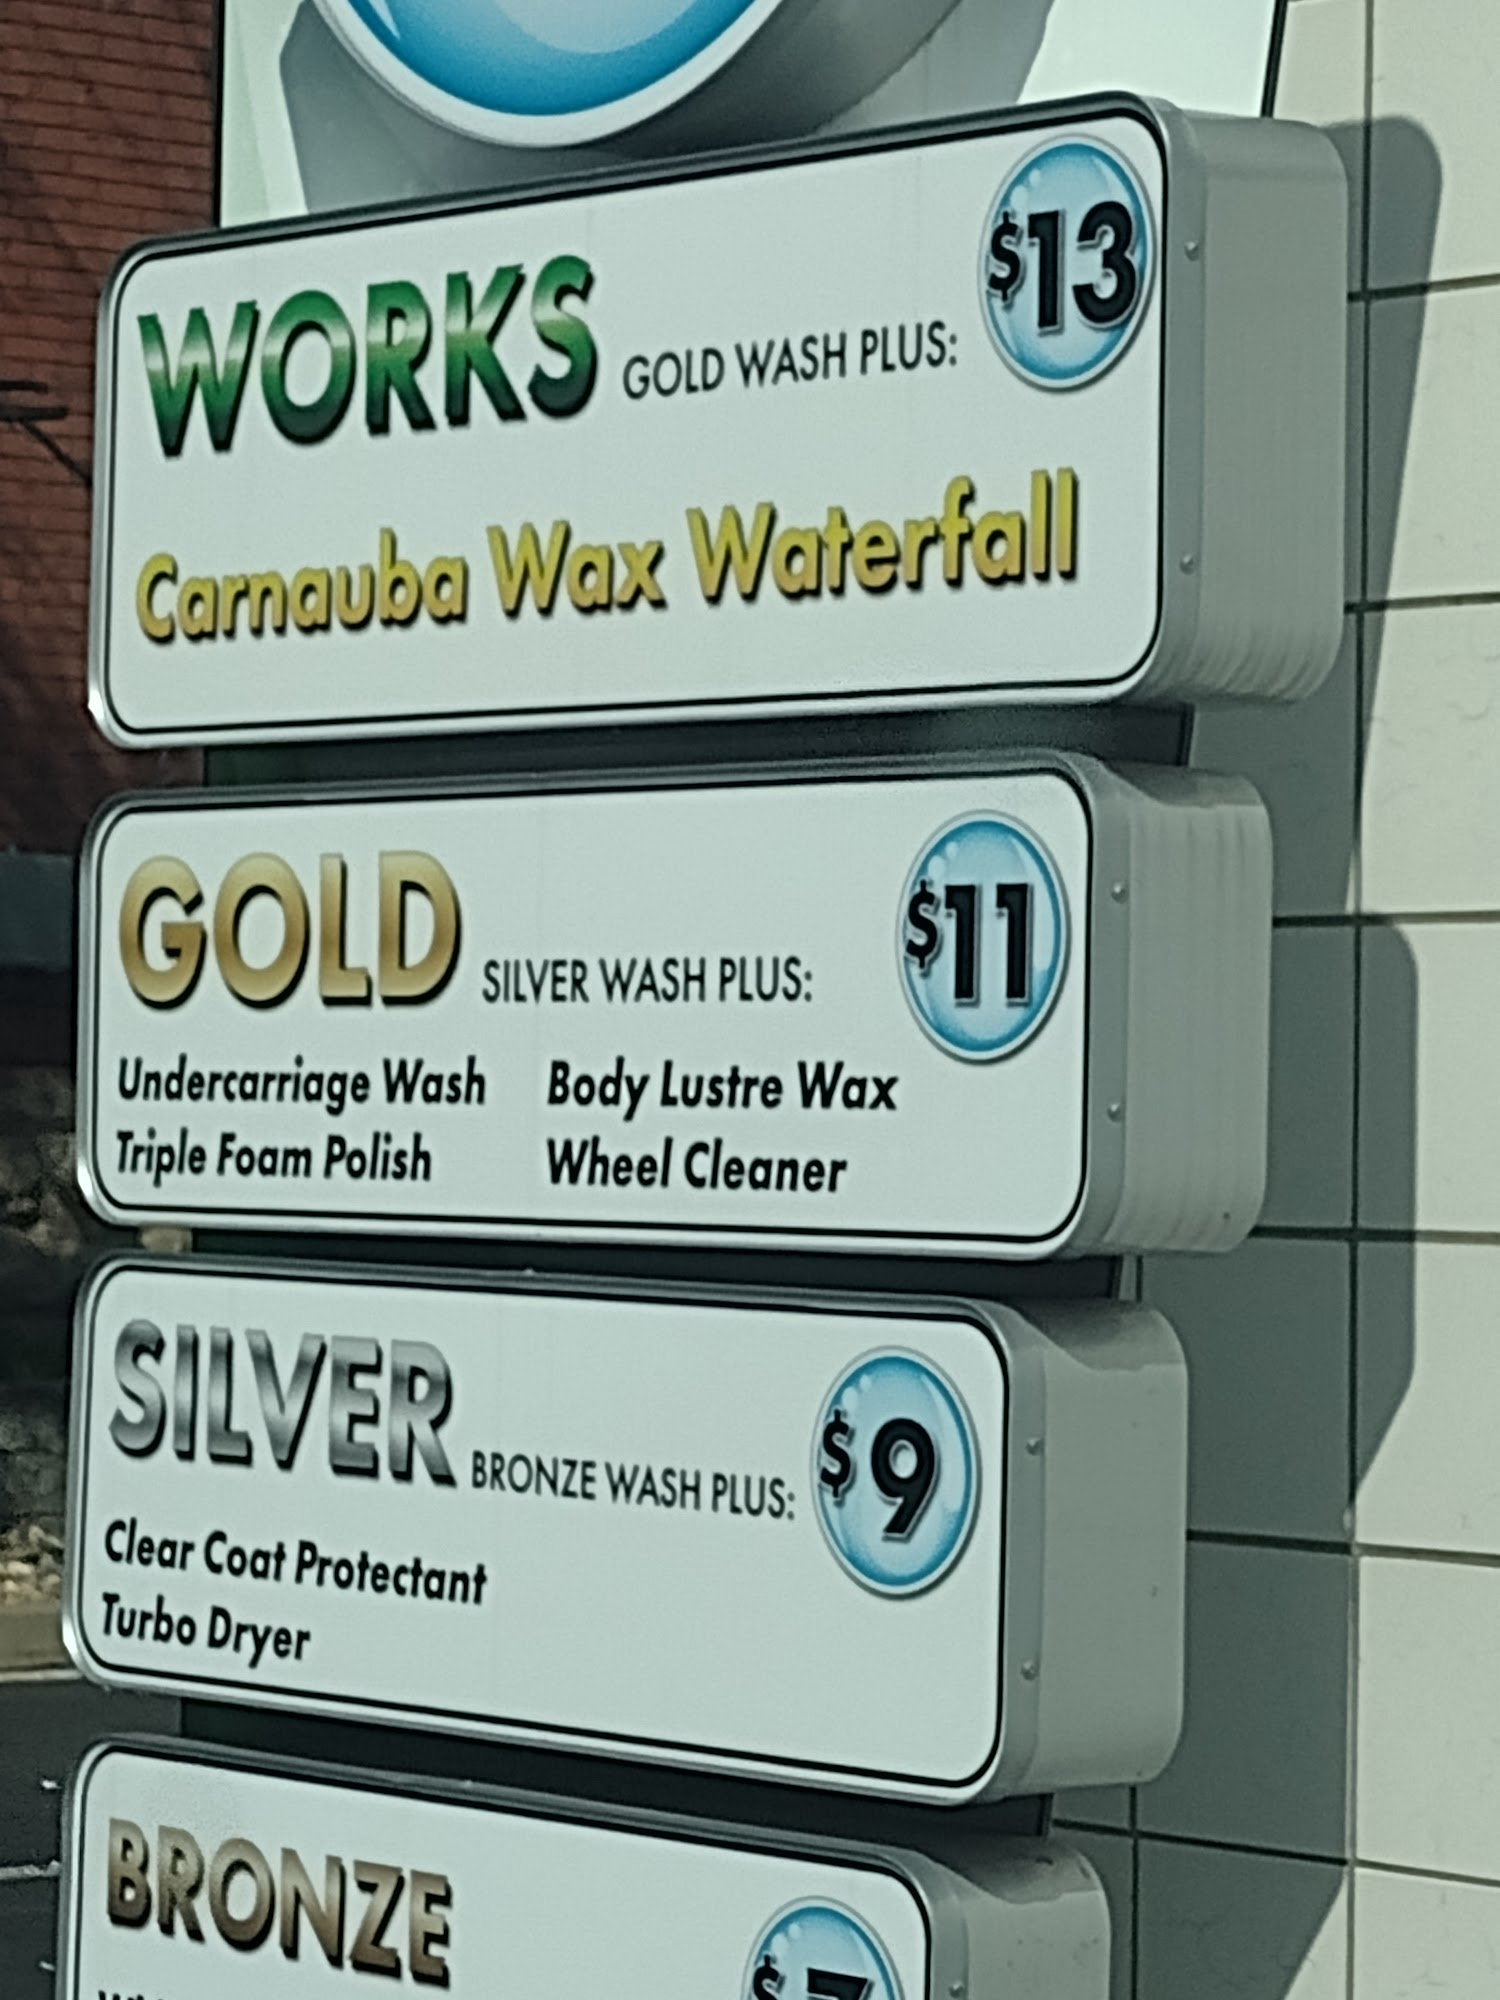 WORKS GOLD WASH PLUS: $13
Carnauba Wax Waterfall
GOLD SILVER WASH PLUS: $11
Undercarriage Wash Body Lustre Wax
Triple Foam Polish Wheel Cleaner
SILVER BRONZE WASH PLUS: $9
Clear Coat Protectant
Turbo Dryer
BRONZE $7